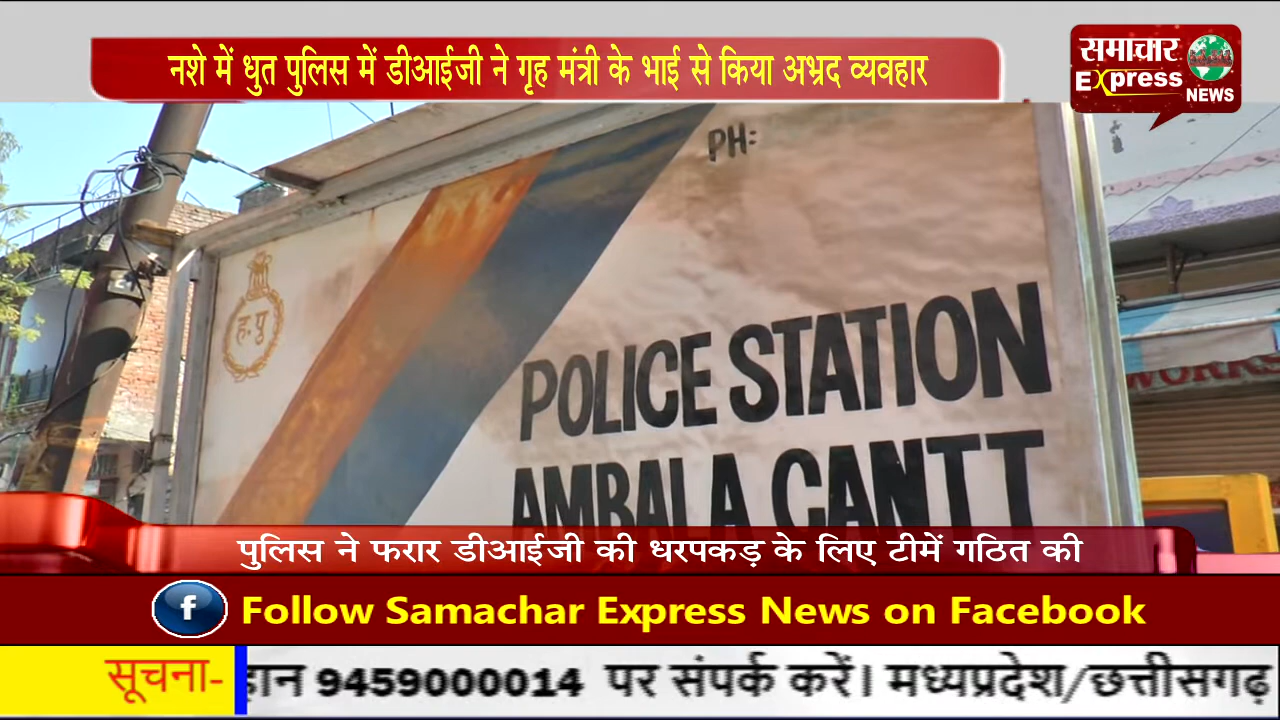 नशे में धुत पुलिस में डीआईजी ने गृह मंत्री के भाई से किया अभ्रद व्यवहार
समाचार
Express
NEWS
PH:
ह.पु
POLICE STATION
AMBALA CANTT
WORKS
पुलिस ने फरार डीआईजी की धरपकड़ के लिए टीमें गठित की
f Follow Samachar Express News on Facebook
सूचना- 9459000014 पर संपर्क करें। मध्यप्रदेश/छत्तीसगढ़